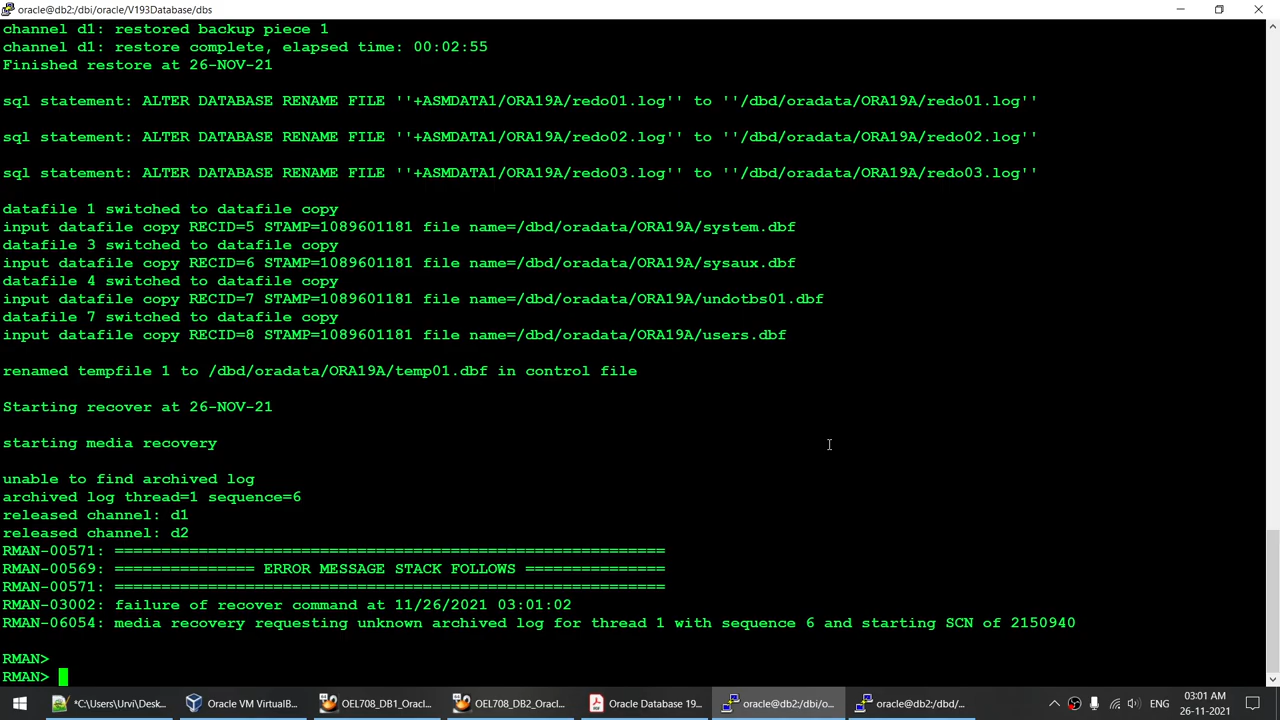 oracle@db2:/dbi/oracle/V193Database/dbs
channel d1: restored backup piece 1
channel d1: restore complete, elapsed time: 00:02:55
Finished restore at 26-NOV-21
sql statement: ALTER DATABASE RENAME FILE ''+ASMDATA1/ORA19A/redo01.log'' to ''/dbd/oradata/ORA19A/redo01.log''
sql statement: ALTER DATABASE RENAME FILE ''+ASMDATA1/ORA19A/redo02.log'' to ''/dbd/oradata/ORA19A/redo02.log''
sql statement: ALTER DATABASE RENAME FILE ''+ASMDATA1/ORA19A/redo03.log'' to ''/dbd/oradata/ORA19A/redo03.log''
datafile 1 switched to datafile copy
input datafile copy RECID=5 STAMP=1089601181 file name=/dbd/oradata/ORA19A/system.dbf
datafile 3 switched to datafile copy
input datafile copy RECID=6 STAMP=1089601181 file name=/dbd/oradata/ORA19A/sysaux.dbf
datafile 4 switched to datafile copy
input datafile copy RECID=7 STAMP=1089601181 file name=/dbd/oradata/ORA19A/undotbs01.dbf
datafile 7 switched to datafile copy
input datafile copy RECID=8 STAMP=1089601181 file name=/dbd/oradata/ORA19A/users.dbf
renamed tempfile 1 to /dbd/oradata/ORA19A/temp01.dbf in control file
Starting recover at 26-NOV-21
starting media recovery
unable to find archived log
archived log thread=1 sequence=6
released channel: d1
released channel: d2
RMAN-00571: ===========================================================
RMAN-00569: =============== ERROR MESSAGE STACK FOLLOWS ===============
RMAN-00571: ===========================================================
RMAN-03002: failure of recover command at 11/26/2021 03:01:02
RMAN-06054: media recovery requesting unknown archived log for thread 1 with sequence 6 and starting SCN of 2150940
RMAN>
RMAN>
*C:\Users\Urvi\Desk... Oracle VM VirtualB... OEL708_DB1_Oracl... OEL708_DB2_Oracl... Oracle Database 19... oracle@db2:/dbi/o... oracle@db2:/dbd/... ENG 03:01 AM
26-11-2021